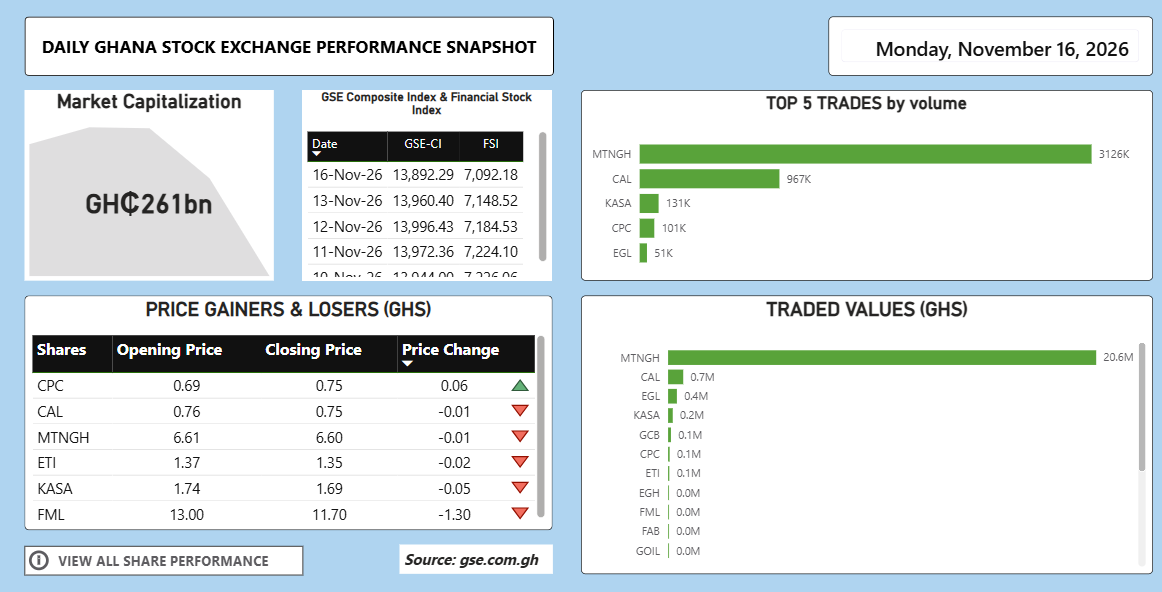 DAILY GHANA STOCK EXCHANGE PERFORMANCE SNAPSHOT
Monday, November 16, 2026
Market Capitalization
GH₵261bn
GSE Composite Index & Financial Stock
Index
Date GSE-CI FSI
16-Nov-26 13,892.29 7,092.18
13-Nov-26 13,960.40 7,148.52
12-Nov-26 13,996.43 7,184.53
11-Nov-26 13,972.36 7,224.10
TOP 5 TRADES by volume
MTNGH 3126K
CAL 967K
KASA 131K
CPC 101K
EGL 51K
PRICE GAINERS & LOSERS (GHS)
Shares Opening Price Closing Price Price Change
CPC 0.69 0.75 0.06
CAL 0.76 0.75 -0.01
MTNGH 6.61 6.60 -0.01
ETI 1.37 1.35 -0.02
KASA 1.74 1.69 -0.05
FML 13.00 11.70 -1.30
TRADED VALUES (GHS)
MTNGH 20.6M
CAL 0.7M
EGL 0.4M
KASA 0.2M
GCB 0.1M
CPC 0.1M
ETI 0.1M
EGH 0.0M
FML 0.0M
FAB 0.0M
GOIL 0.0M
VIEW ALL SHARE PERFORMANCE
Source: gse.com.gh